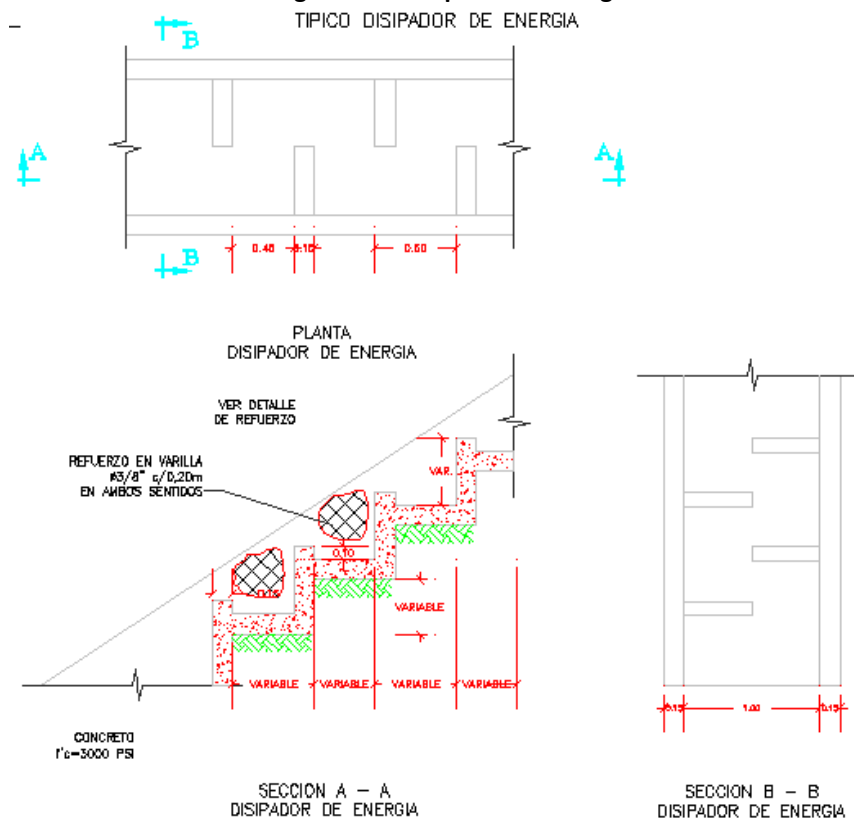 TIPICO DISIPADOR DE ENERGIA
B
A
A
0.15
0.60
B
PLANTA
DISIPADOR DE ENERGIA
VER DETALLE
DE REFUERZO
REFUERZO EN VARILLA
#3/8" c/0,20m
EN AMBOS SENTIDOS
VAR.
0.10
0.15
VARIABLE
VARIABLE
VARIABLE
VARIABLE
VARIABLE
0.15
1.00
0.15
CONCRETO
f'c=3000 PSI
SECCION A - A
DISIPADOR DE ENERGIA
SECCION B - B
DISIPADOR DE ENERGIA